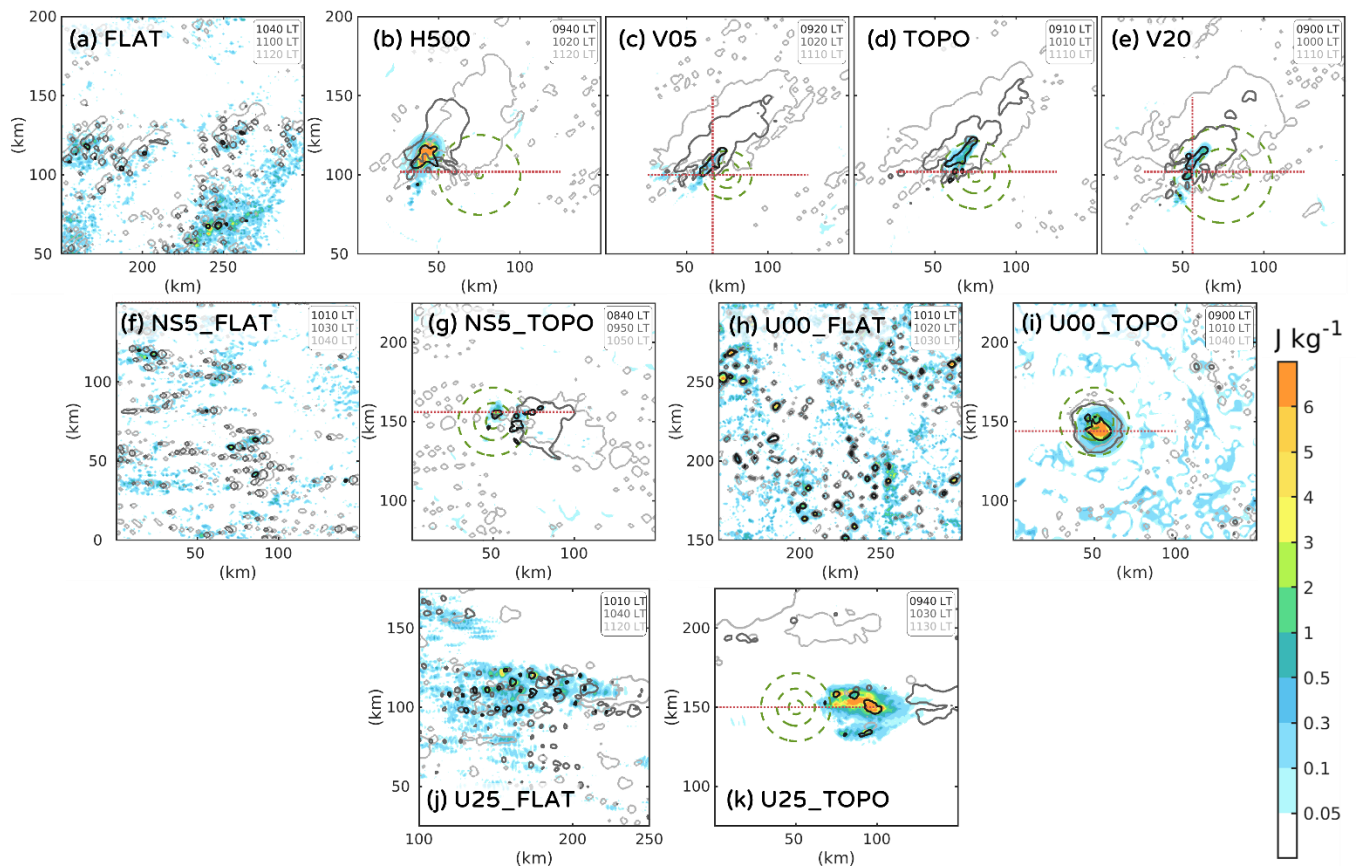 200
150
100
50
(km)
(a) FLAT
1040 LT
1100 LT
1120 LT
200 250
(km)
(b) H500
0940 LT
1020 LT
1120 LT
50 100
(km)
(c) V05
0920 LT
1020 LT
1110 LT
50 100
(km)
(d) TOPO
0910 LT
1010 LT
1110 LT
50 100
(km)
(e) V20
0900 LT
1000 LT
1110 LT
50 100
(km)
100
50
0
(km)
(f) NS5_FLAT
1010 LT
1030 LT
1040 LT
50 100
(km)
200
150
100
(km)
(g) NS5_TOPO
0840 LT
0950 LT
1050 LT
50 100
(km)
250
200
150
(km)
(h) U00_FLAT
1010 LT
1020 LT
1030 LT
200 250
(km)
200
150
100
(km)
(i) U00_TOPO
0900 LT
1010 LT
1040 LT
50 100
(km)
150
100
50
(km)
(j) U25_FLAT
1010 LT
1040 LT
1120 LT
100 150 200 250
(km)
200
150
100
(km)
(k) U25_TOPO
0940 LT
1030 LT
1130 LT
50 100
(km)
J kg-1
6
5
4
3
2
1
0.5
0.3
0.1
0.05